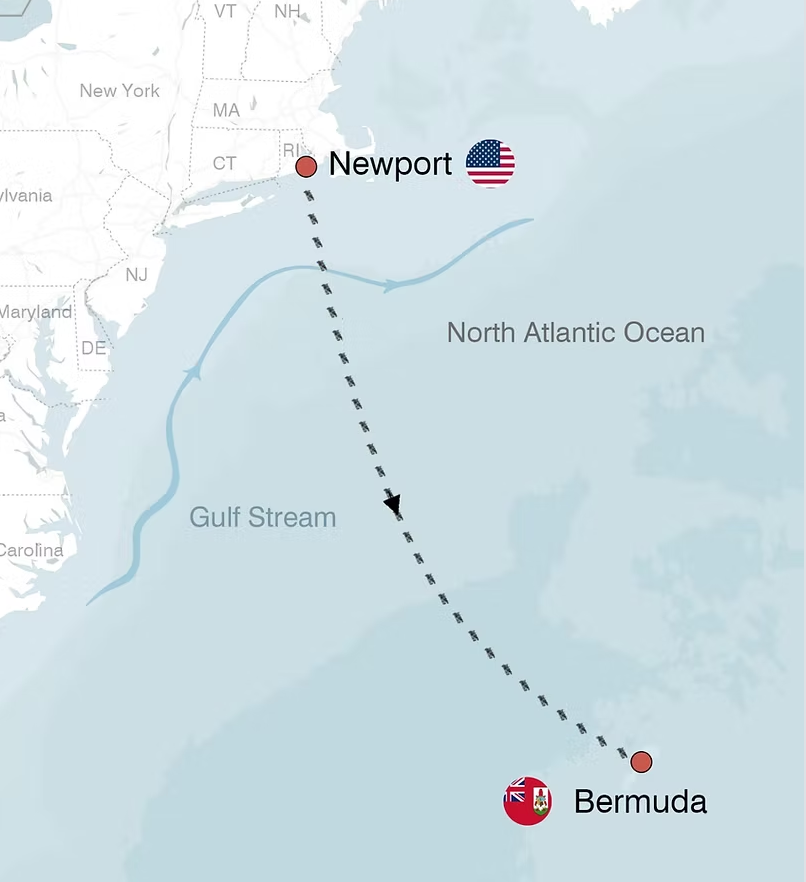 VT
NH
New York
MA
CT
RI
Newport
ylvania
NJ
Maryland
DE
North Atlantic Ocean
a
Gulf Stream
Carolina
Bermuda